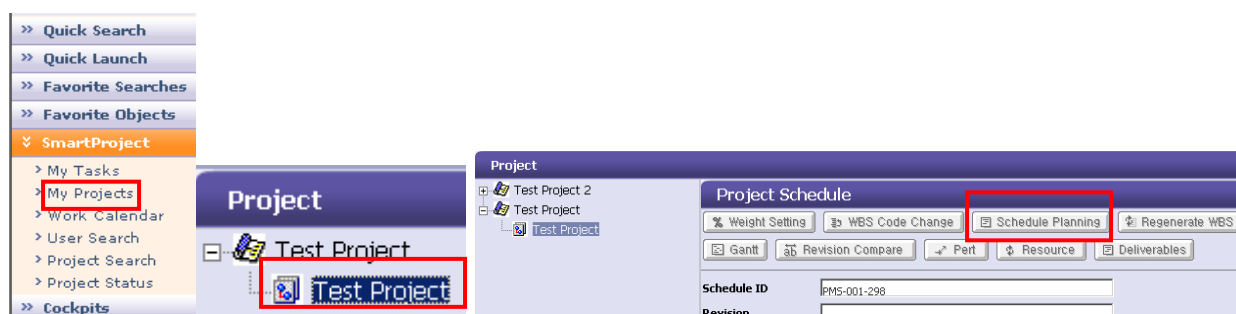 » Quick Search
» Quick Launch
» Favorite Searches
» Favorite Objects
SmartProject
> My Tasks
> My Projects
> Work Calendar
> User Search
> Project Search
> Project Status
» Cockpits
Project
Test Project
Test Project
Project
Test Project 2
Test Project
Test Project
Project Schedule
Weight Setting
WBS Code Change
Schedule Planning
Regenerate WBS
Gantt
Revision Compare
Pert
Resource
Deliverables
Schedule ID PMS-001-298
Revision